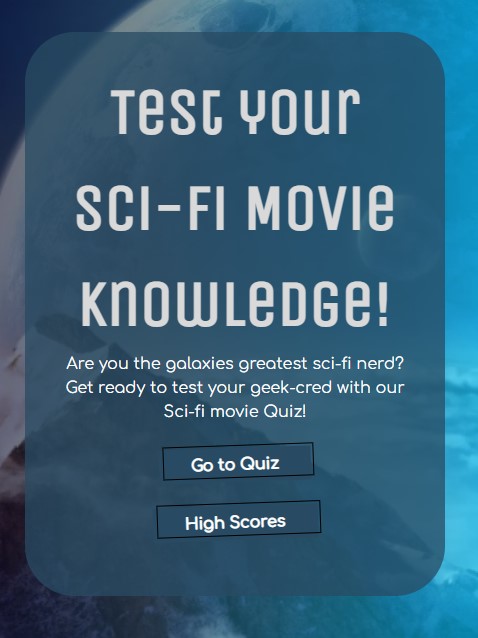 Test Your
Sci-Fi Movie
Knowledge!
Are you the galaxies greatest sci-fi nerd?
Get ready to test your geek-cred with our
Sci-fi movie Quiz!
Go to Quiz
High Scores